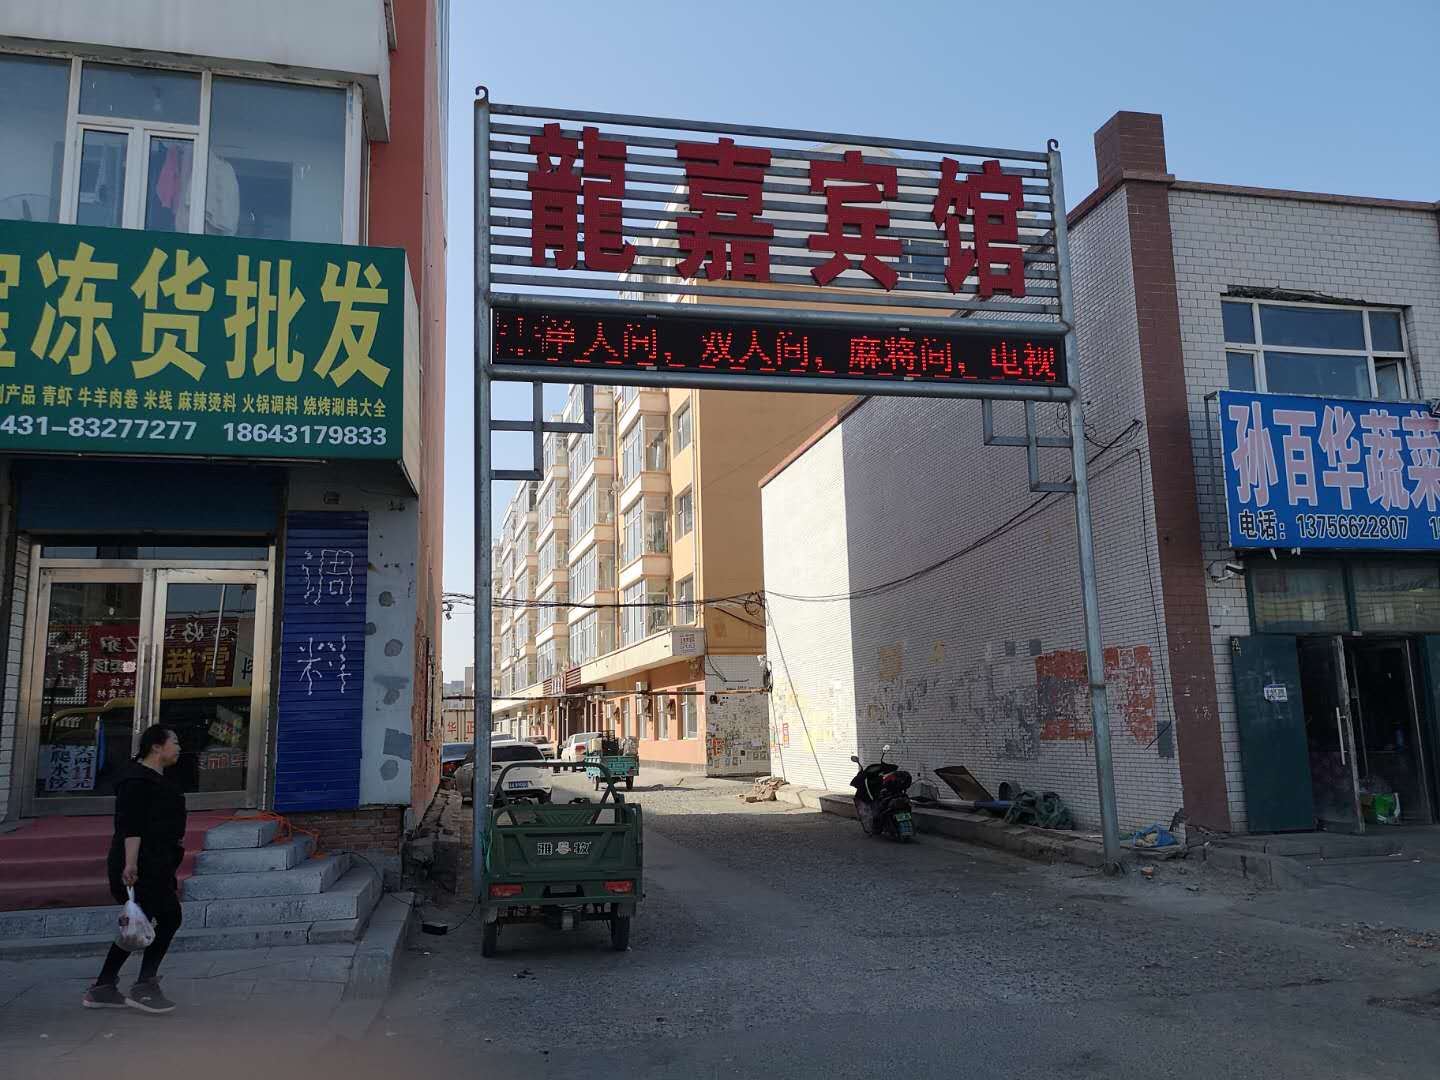 龍嘉宾馆
单人间，双人间，麻将间，电视
冻货批发
产品 青虾 牛羊肉卷 米线 麻辣烫料 火锅调料 烧烤涮串大全
431-83277277 18643179833
孙百华蔬菜
电话：13756622807
调
料
雪糕